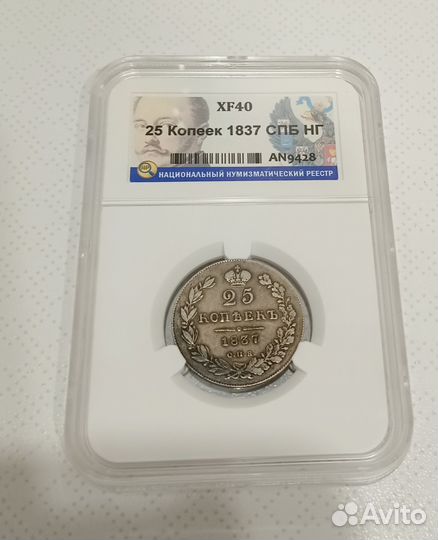 XF40
25 Копеек 1837 СПБ НГ
AN9428
НАЦИОНАЛЬНЫЙ НУМИЗМАТИЧЕСКИЙ РЕЕСТР
25
КОПѢЕКЪ
1837
С.П.Б.
Avito